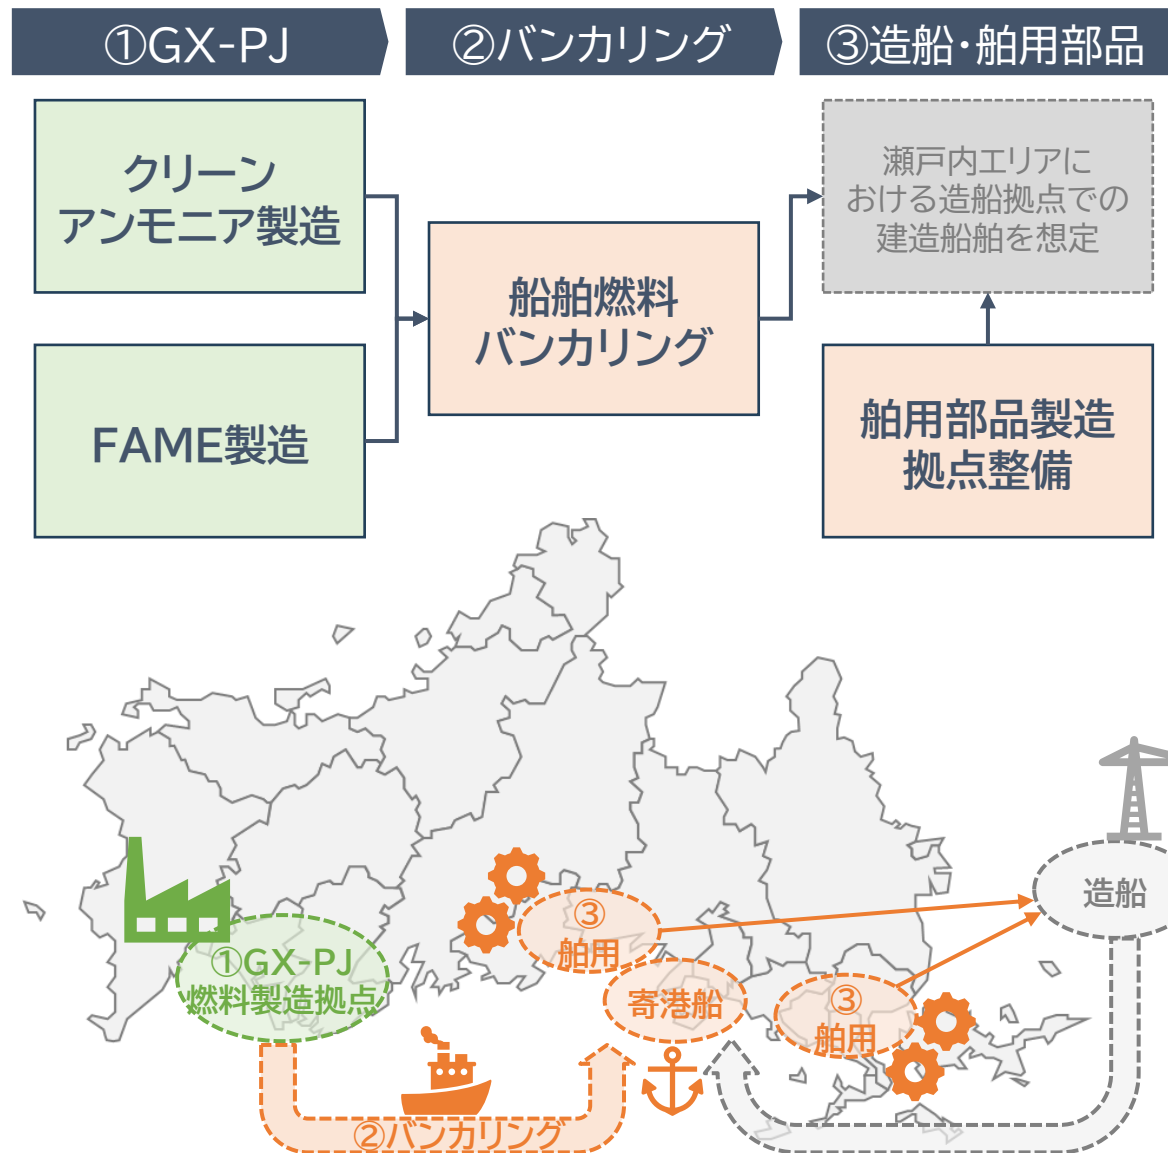 ①GX-PJ
②バンカリング
③造船・舶用部品
クリーン
アンモニア製造
FAME製造
船舶燃料
バンカリング
瀬戸内エリアに
おける造船拠点での
建造船舶を想定
舶用部品製造
拠点整備
造船
③
舶用
①GX-PJ
燃料製造拠点
寄港船
③
舶用
②バンカリング